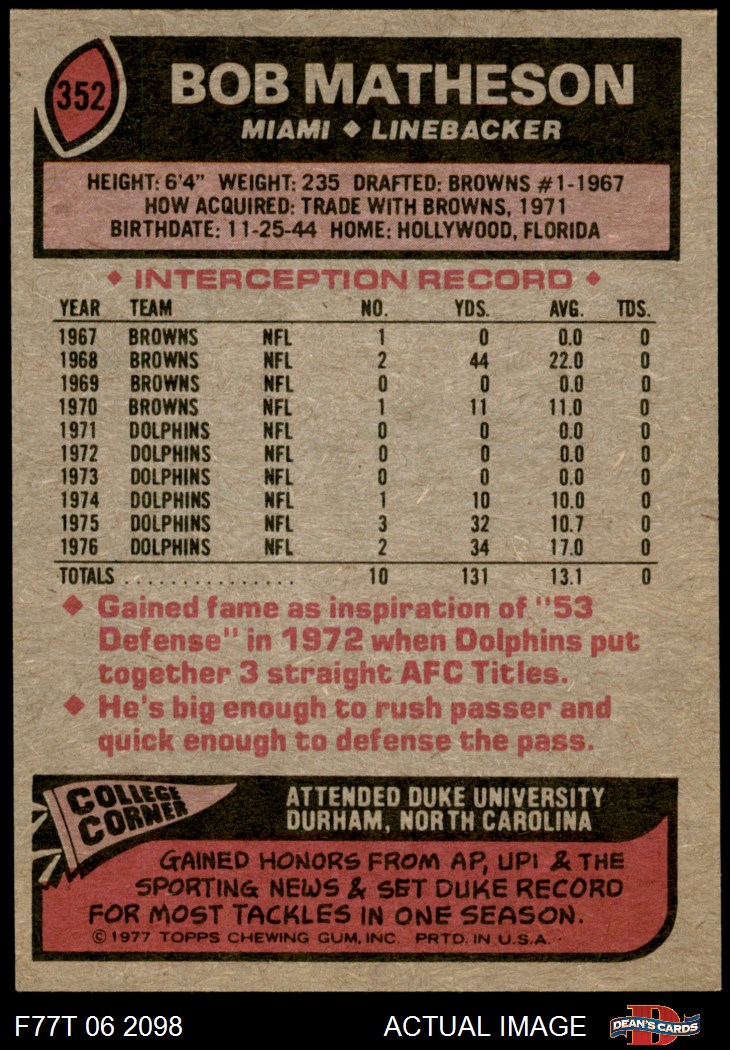 352
BOB MATHESON
MIAMI ◆ LINEBACKER
HEIGHT: 6'4" WEIGHT: 235 DRAFTED: BROWNS #1-1967
HOW ACQUIRED: TRADE WITH BROWNS, 1971
BIRTHDATE: 11-25-44 HOME: HOLLYWOOD, FLORIDA
◆ INTERCEPTION RECORD ◆
YEAR TEAM NO. YDS. AVG. TDS.
1967 BROWNS NFL 1 0 0.0 0
1968 BROWNS NFL 2 44 22.0 0
1969 BROWNS NFL 0 0 0.0 0
1970 BROWNS NFL 1 11 11.0 0
1971 DOLPHINS NFL 0 0 0.0 0
1972 DOLPHINS NFL 0 0 0.0 0
1973 DOLPHINS NFL 0 0 0.0 0
1974 DOLPHINS NFL 1 10 10.0 0
1975 DOLPHINS NFL 3 32 10.7 0
1976 DOLPHINS NFL 2 34 17.0 0
TOTALS ................ 10 131 13.1 0
◆ Gained fame as inspiration of "53
Defense" in 1972 when Dolphins put
together 3 straight AFC Titles.
◆ He's big enough to rush passer and
quick enough to defense the pass.
COLLEGE
CORNER
ATTENDED DUKE UNIVERSITY
DURHAM, NORTH CAROLINA
GAINED HONORS FROM AP, UPI & THE
SPORTING NEWS & SET DUKE RECORD
FOR MOST TACKLES IN ONE SEASON.
© 1977 TOPPS CHEWING GUM, INC. PRTD. IN U.S.A.
F77T 06 2098 ACTUAL IMAGE
D
DEAN'S CARDS